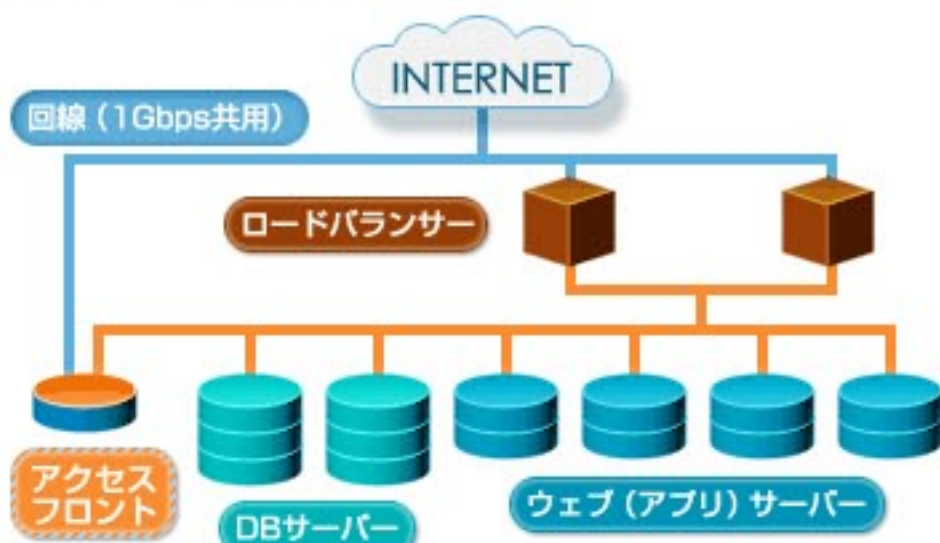 INTERNET
回線（1Gbps共用）
ロードバランサー
アクセス
フロント
DBサーバー
ウェブ（アプリ）サーバー